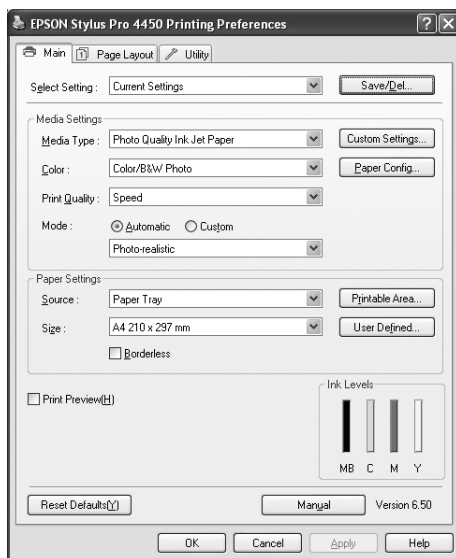 EPSON Stylus Pro 4450 Printing Preferences
Main Page Layout Utility
Select Setting : Current Settings Save/Del...
Media Settings
Media Type : Photo Quality Ink Jet Paper Custom Settings...
Color : Color/B&W Photo Paper Config...
Print Quality : Speed
Mode : Automatic Custom
Photo-realistic
Paper Settings
Source : Paper Tray Printable Area...
Size : A4 210 x 297 mm User Defined...
Borderless
Print Preview(H)
Ink Levels
MB C M Y
Reset Defaults(Y) Manual Version 6.50
OK Cancel Apply Help